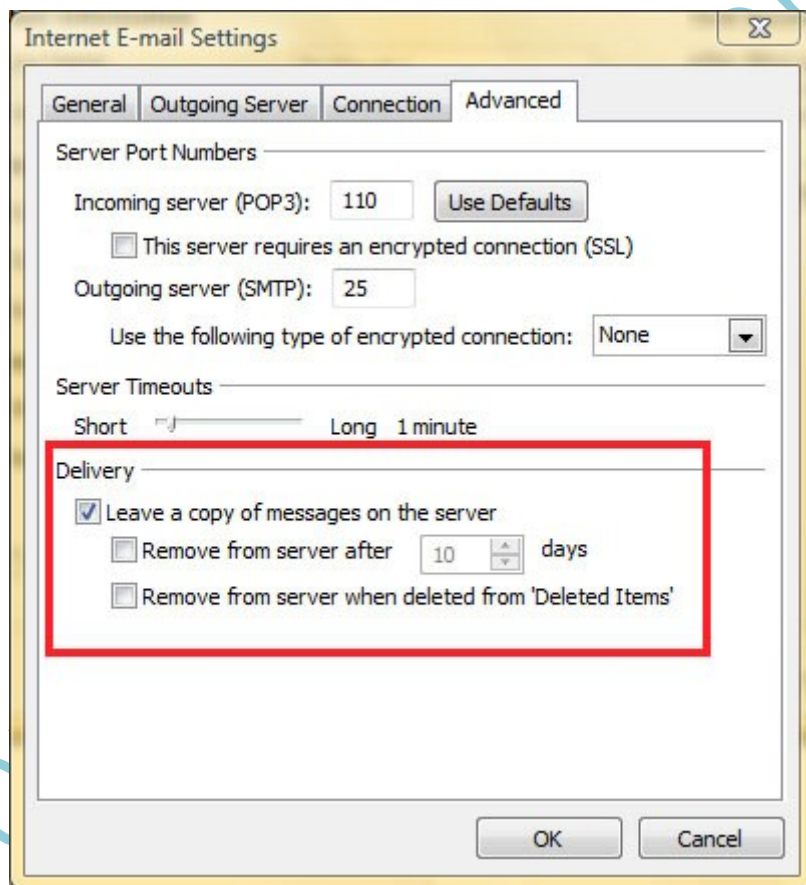 Internet E-mail Settings
General Outgoing Server Connection Advanced
Server Port Numbers
Incoming server (POP3): 110 Use Defaults
This server requires an encrypted connection (SSL)
Outgoing server (SMTP): 25
Use the following type of encrypted connection: None
Server Timeouts
Short Long 1 minute
Delivery
Leave a copy of messages on the server
Remove from server after 10 days
Remove from server when deleted from 'Deleted Items'
OK Cancel